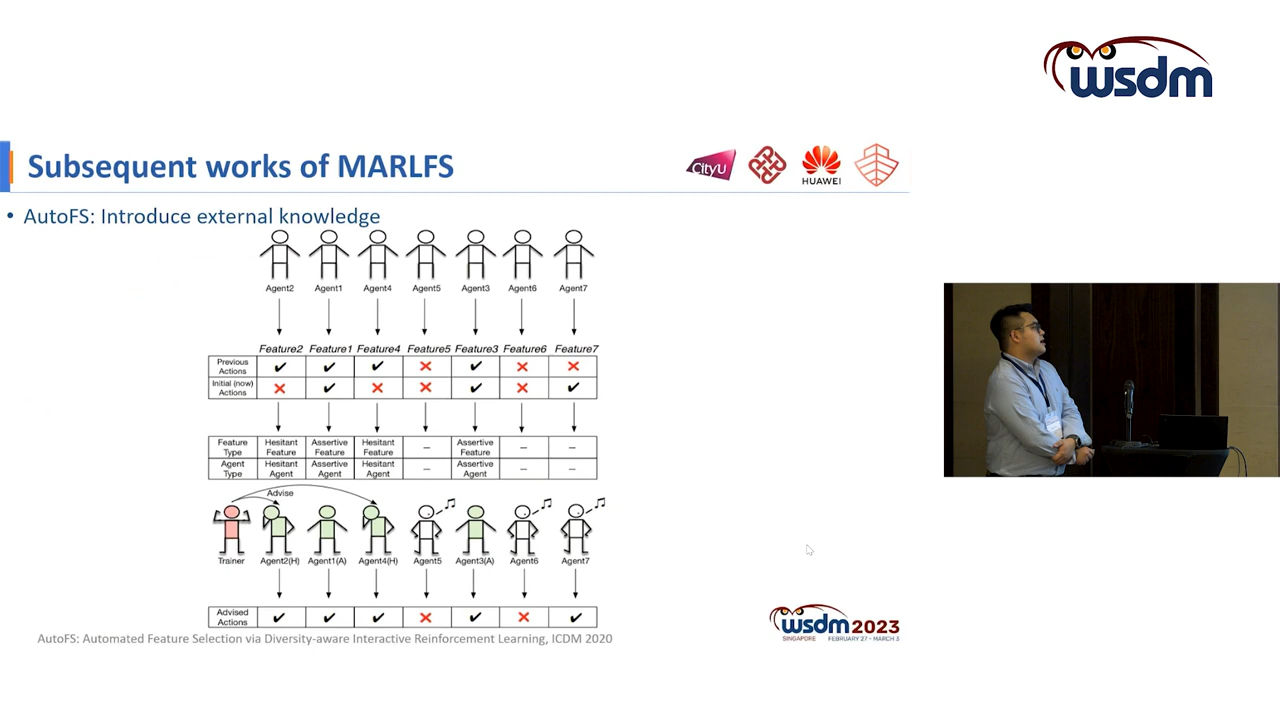 wsdm
Subsequent works of MARLFS
CityU
HUAWEI
• AutoFS: Introduce external knowledge
Agent2 Agent1 Agent4 Agent5 Agent3 Agent6 Agent7
Feature2 Feature1 Feature4 Feature5 Feature3 Feature6 Feature7
Previous Actions ✔ ✔ ✔ ✕ ✔ ✕ ✕
Initial (now) Actions ✕ ✔ ✕ ✕ ✔ ✕ ✔
Feature Type Hesitant Feature Assertive Feature Hesitant Feature – Assertive Feature – –
Agent Type Hesitant Agent Assertive Agent Hesitant Agent – Assertive Agent – –
Advise
Trainer Agent2(H) Agent1(A) Agent4(H) Agent5 Agent3(A) Agent6 Agent7
Advised Actions ✔ ✔ ✔ ✕ ✔ ✕ ✔
AutoFS: Automated Feature Selection via Diversity-aware Interactive Reinforcement Learning, ICDM 2020
wsdm 2023
SINGAPORE FEBRUARY 27 - MARCH 3